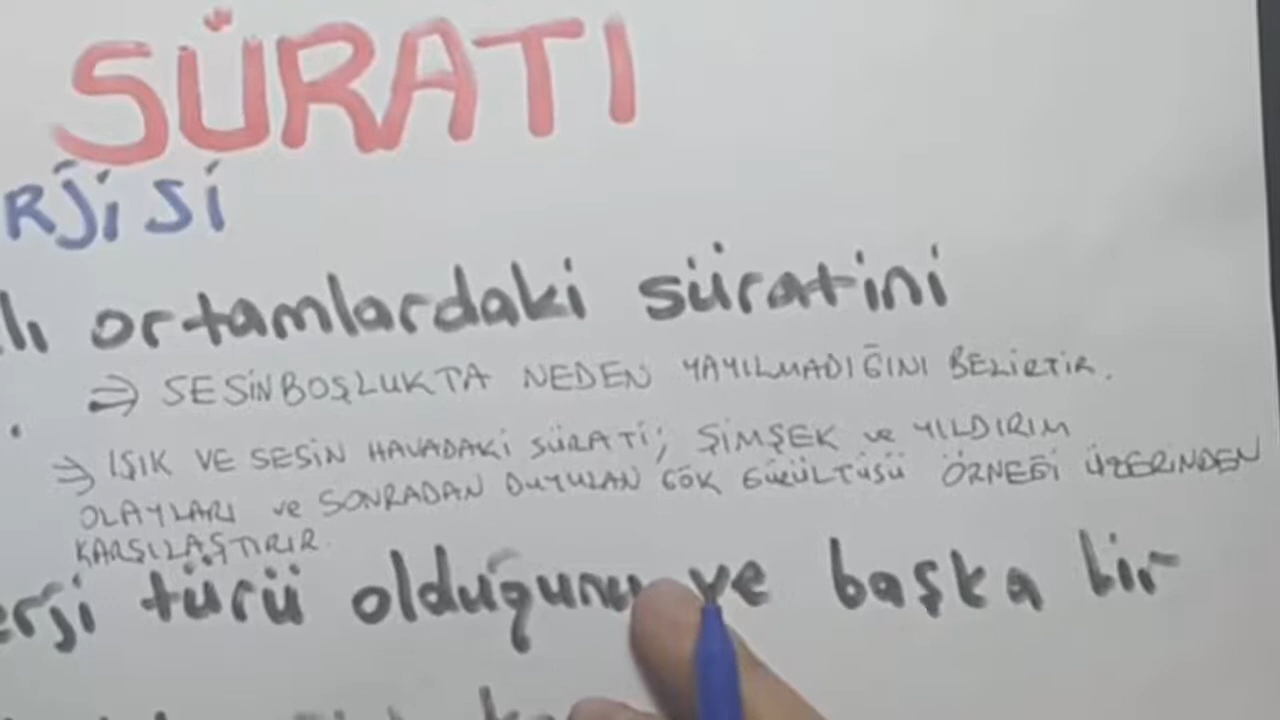 SÜRATI
RJİSİ
lı ortamlardaki süratini
⇒ SESİN BOŞLUKTA NEDEN YAYILMADIĞINI BELİRTİR.
⇒ IŞIK VE SESİN HAVADAKİ SÜRATİ; ŞİMŞEK ve YILDIRIM
OLAYLARI ve SONRADAN DUYULAN GÖK GÜRÜLTÜSÜ ÖRNEĞİ ÜZERİNDEN
KARŞILAŞTIRIR.
erji türü olduğunu ve başka bir